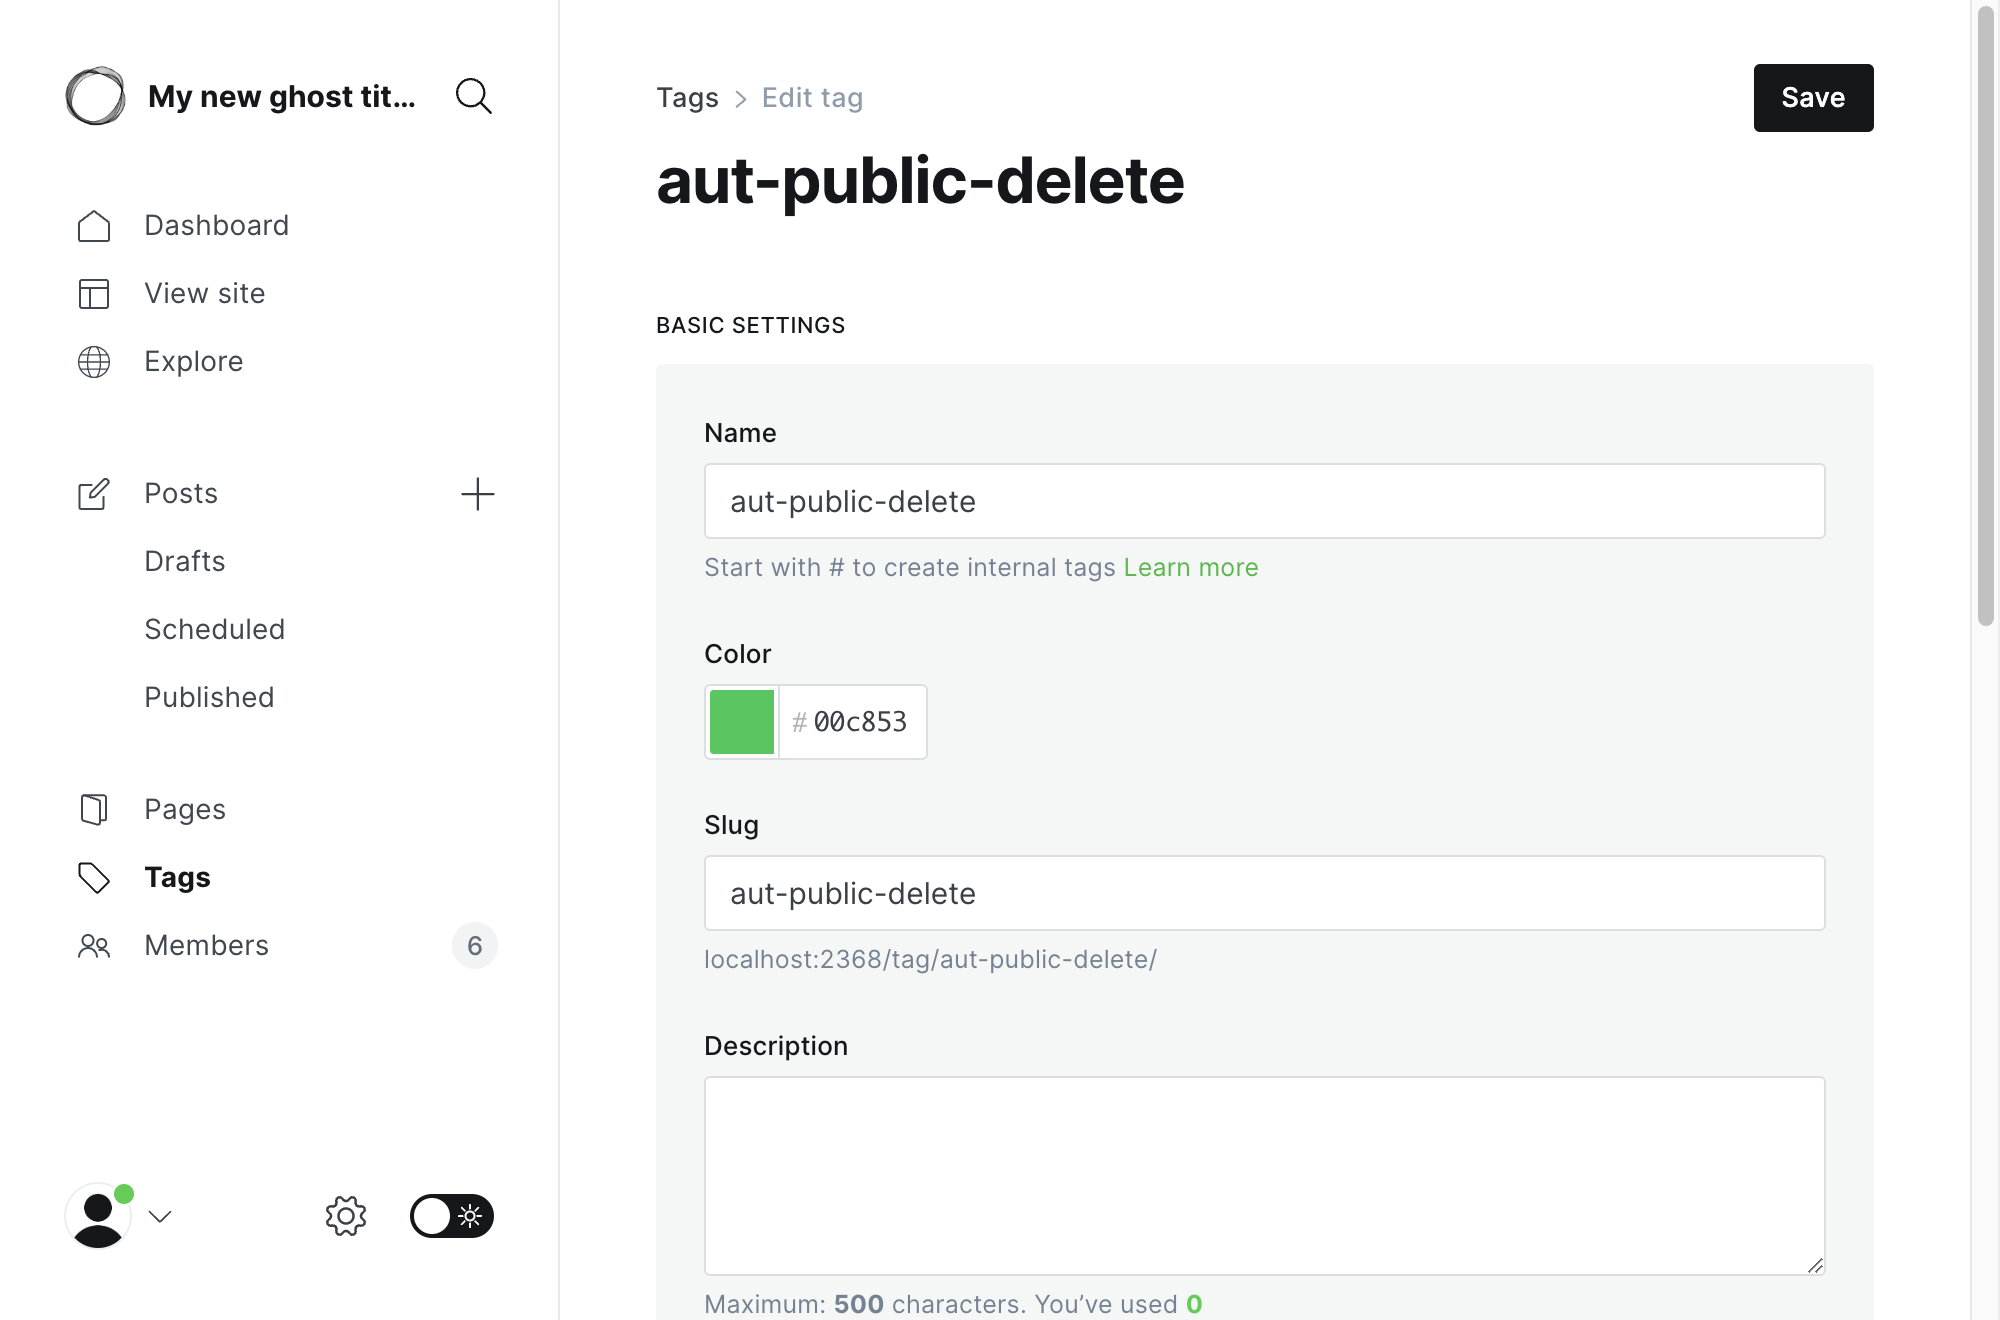 My new ghost tit...
Dashboard
View site
Explore
Posts
Drafts
Scheduled
Published
Pages
Tags
Members 6
Tags > Edit tag
Save
aut-public-delete
BASIC SETTINGS
Name
aut-public-delete
Start with # to create internal tags Learn more
Color
#00c853
Slug
aut-public-delete
localhost:2368/tag/aut-public-delete/
Description
Maximum: 500 characters. You’ve used 0